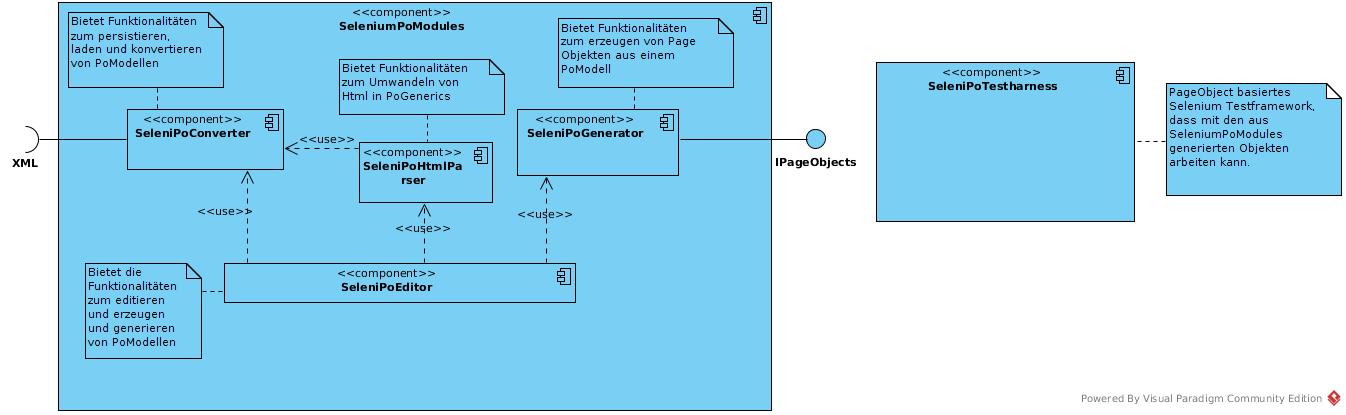 <<component>>
SeleniumPoModules
Bietet Funktionalitäten
zum persistieren,
laden und konvertieren
von PoModellen
Bietet Funktionalitäten
zum Umwandeln von
Html in PoGenerics
Bietet Funktionalitäten
zum erzeugen von Page
Objekten aus einem
PoModell
<<component>>
SeleniPoConverter
<<use>>
<<component>>
SeleniPoHtmlPa
rser
<<component>>
SeleniPoGenerator
XML
IPageObjects
<<use>>
<<use>>
<<use>>
<<component>>
SeleniPoEditor
Bietet die
Funktionalitäten
zum editieren
und erzeugen
und generieren
von PoModellen
<<component>>
SeleniPoTestharness
PageObject basiertes
Selenium Testframework,
dass mit den aus
SeleniumPoModules
generierten Objekten
arbeiten kann.
Powered By Visual Paradigm Community Edition